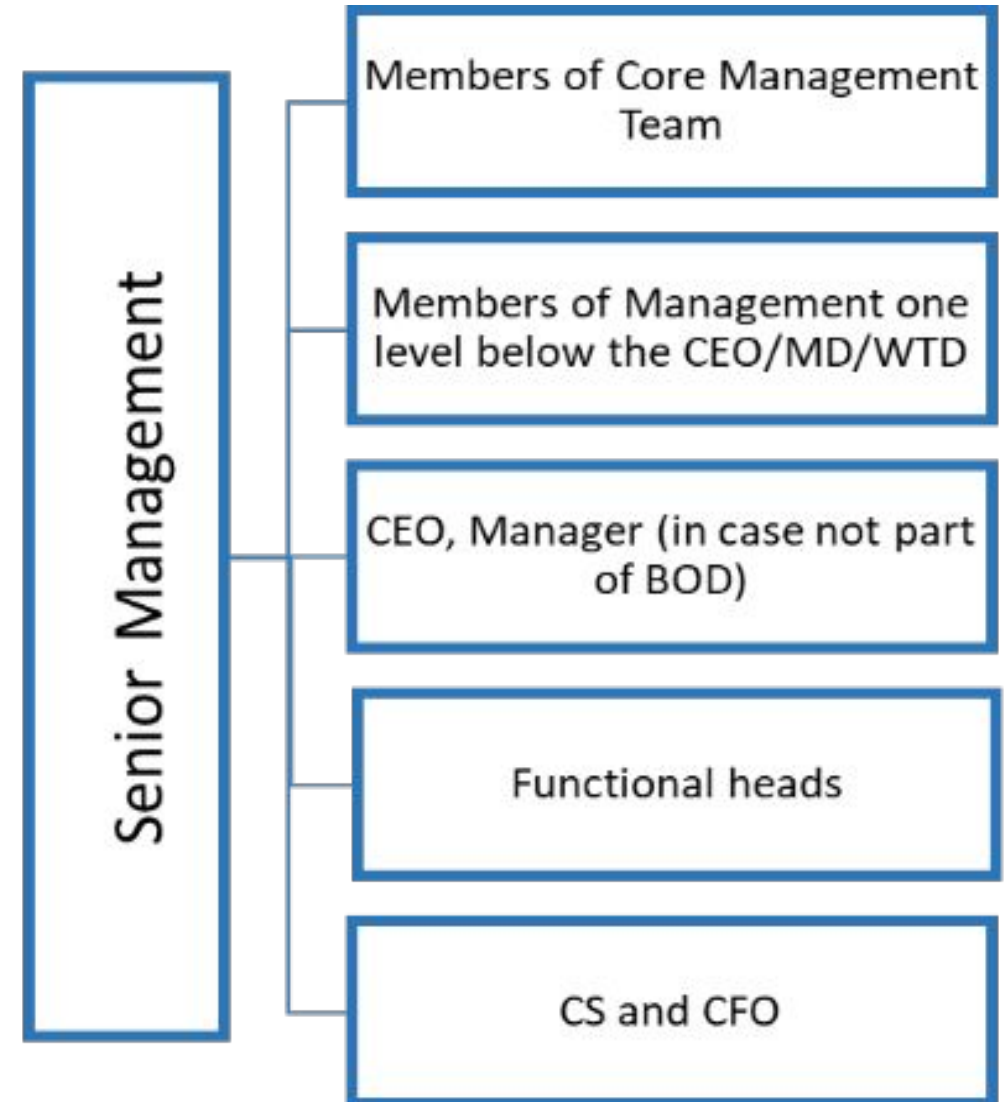 Senior Management
Members of Core Management
Team
Members of Management one
level below the CEO/MD/WTD
CEO, Manager (in case not part
of BOD)
Functional heads
CS and CFO